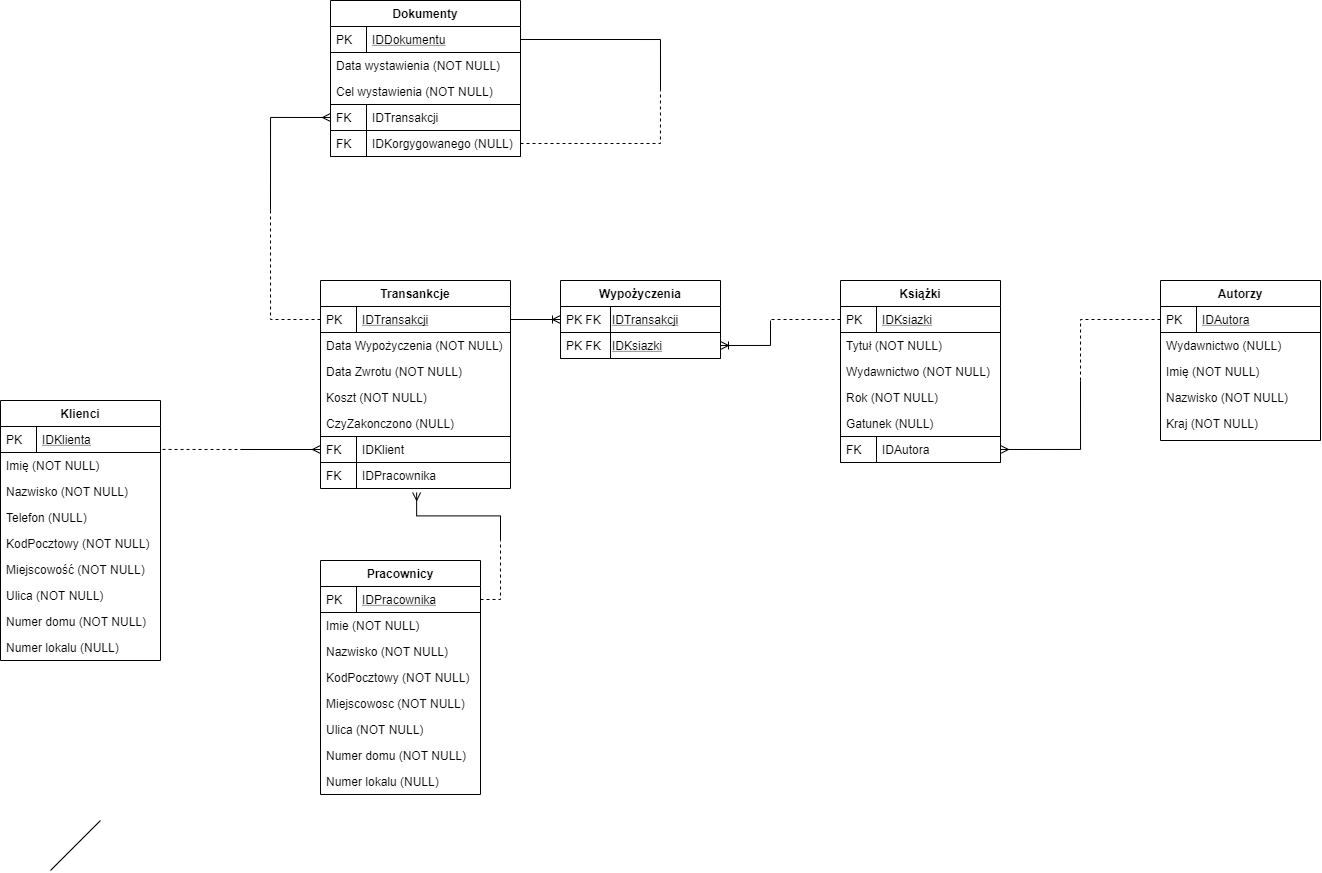 Dokumenty
PK IDDokumentu
Data wystawienia (NOT NULL)
Cel wystawienia (NOT NULL)
FK IDTransakcji
FK IDKorgygowanego (NULL)
Transankcje
PK IDTransakcji
Data Wypożyczenia (NOT NULL)
Data Zwrotu (NOT NULL)
Koszt (NOT NULL)
CzyZakonczono (NULL)
FK IDKlient
FK IDPracownika
Wypożyczenia
PK FK IDTransakcji
PK FK IDKsiazki
Książki
PK IDKsiazki
Tytuł (NOT NULL)
Wydawnictwo (NOT NULL)
Rok (NOT NULL)
Gatunek (NULL)
FK IDAutora
Autorzy
PK IDAutora
Wydawnictwo (NULL)
Imię (NOT NULL)
Nazwisko (NOT NULL)
Kraj (NOT NULL)
Klienci
PK IDKlienta
Imię (NOT NULL)
Nazwisko (NOT NULL)
Telefon (NULL)
KodPocztowy (NOT NULL)
Miejscowość (NOT NULL)
Ulica (NOT NULL)
Numer domu (NOT NULL)
Numer lokalu (NULL)
Pracownicy
PK IDPracownika
Imie (NOT NULL)
Nazwisko (NOT NULL)
KodPocztowy (NOT NULL)
Miejscowosc (NOT NULL)
Ulica (NOT NULL)
Numer domu (NOT NULL)
Numer lokalu (NULL)